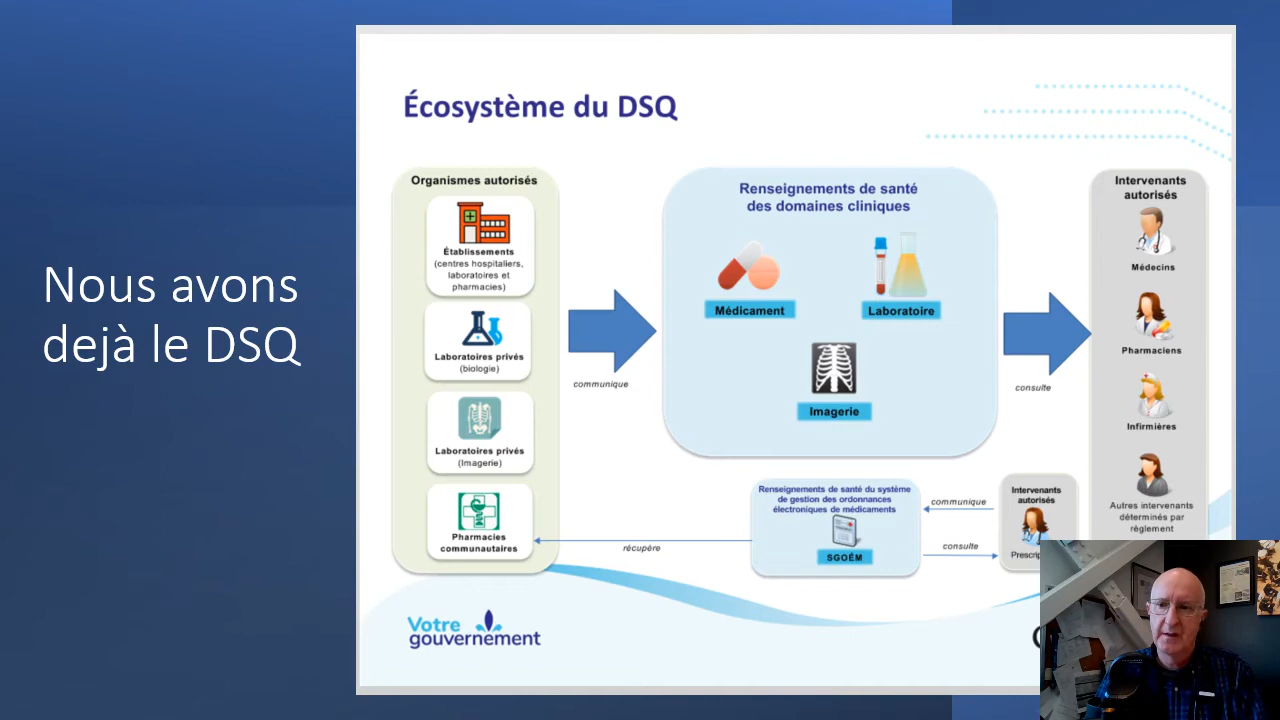 Nous avons
dejà le DSQ
Écosystème du DSQ
Organismes autorisés
Établissements
(centres hospitaliers,
laboratoires et
pharmacies)
Laboratoires privés
(biologie)
Laboratoires privés
(Imagerie)
Pharmacies
communautaires
communique
Renseignements de santé
des domaines cliniques
Médicament
Laboratoire
Imagerie
consulte
Intervenants
autorisés
Médecins
Pharmaciens
Infirmières
Autres intervenants
déterminés par
règlement
récupère
Renseignements de santé du système
de gestion des ordonnances
électroniques de médicaments
SGOÉM
communique
consulte
Intervenants
autorisés
Votre
gouvernement